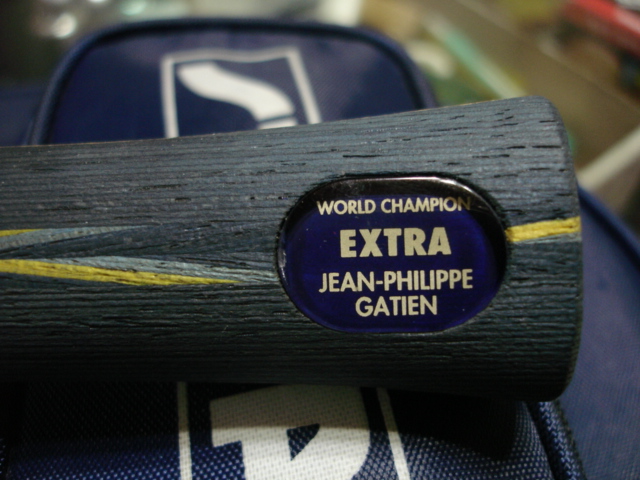 WORLD CHAMPION
EXTRA
JEAN-PHILIPPE
GATIEN